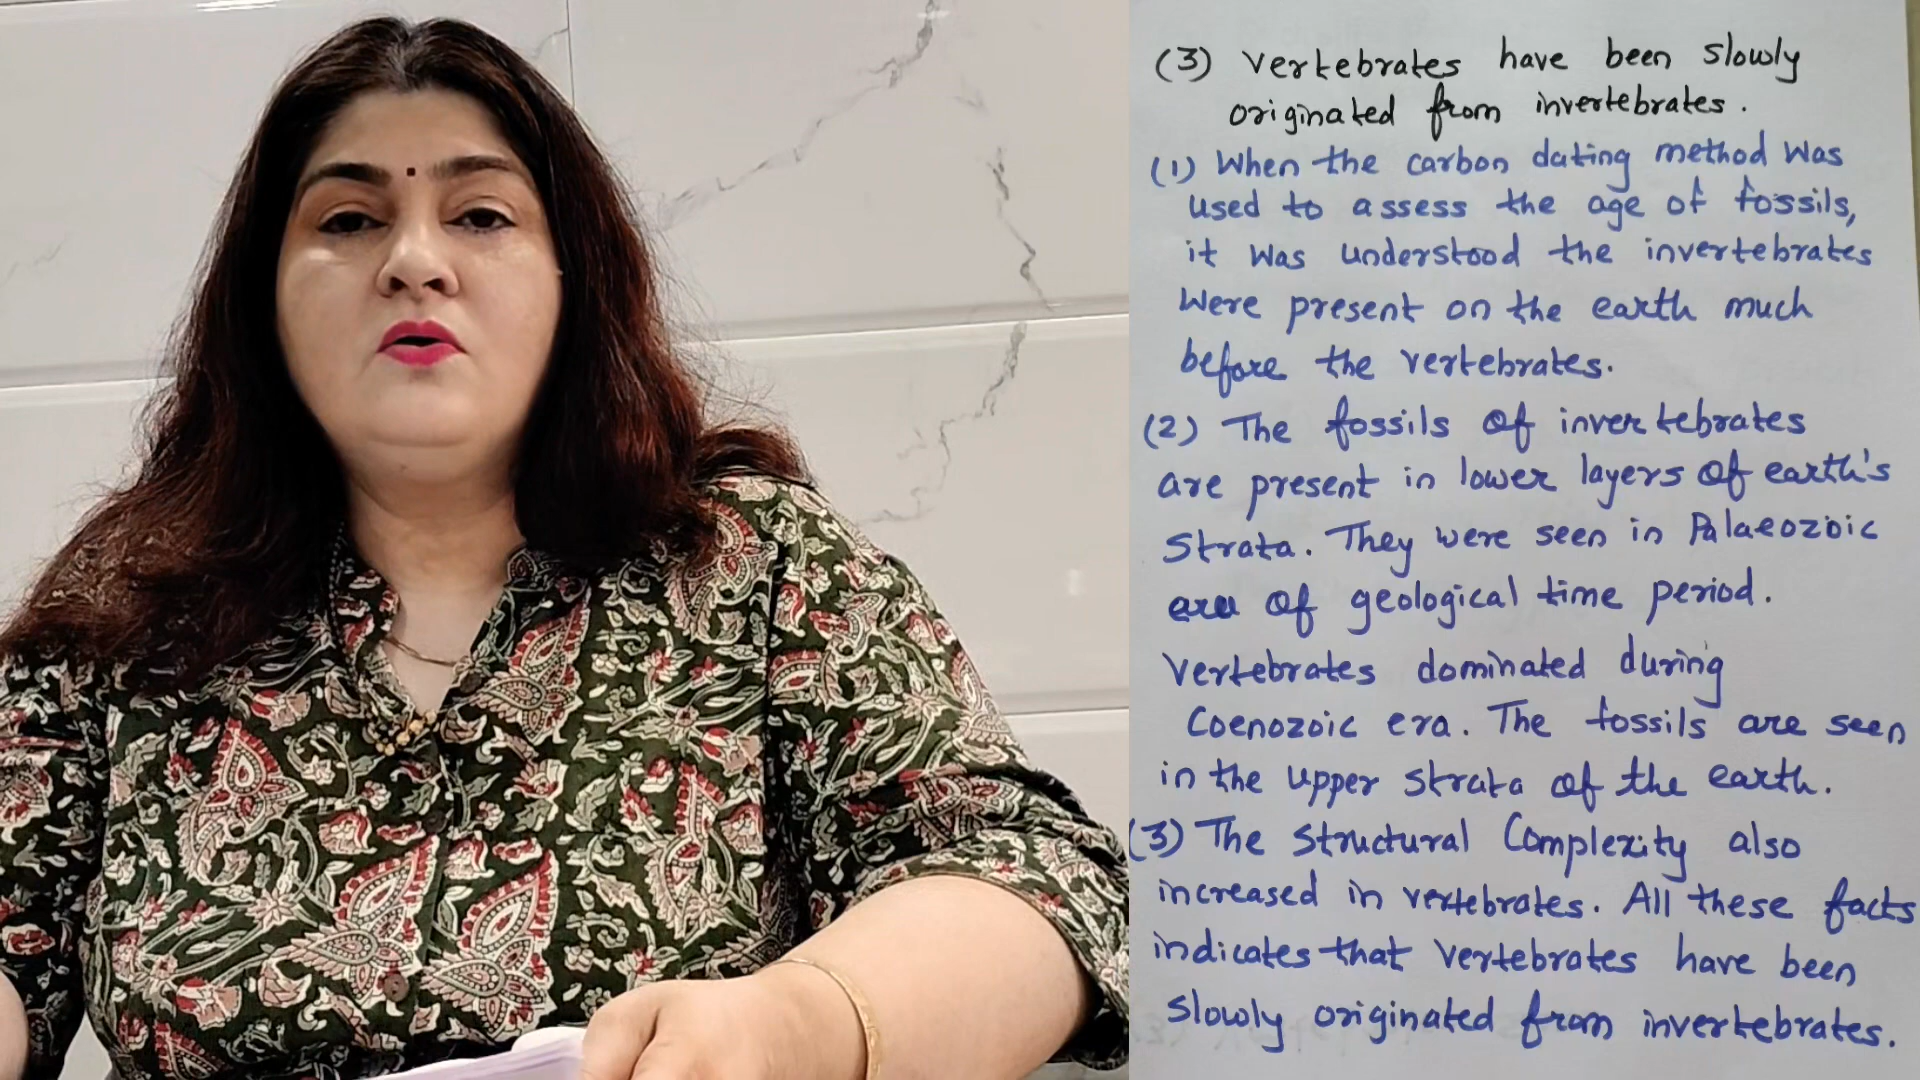 (3) Vertebrates have been slowly
originated from invertebrates.
(1) When the carbon dating method was
used to assess the age of fossils,
it was understood the invertebrates
were present on the earth much
before the vertebrates.
(2) The fossils of invertebrates
are present in lower layers of earth's
strata. They were seen in Palaeozoic
era of geological time period.
Vertebrates dominated during
Coenozoic era. The fossils are seen
in the upper strata of the earth.
(3) The structural complexity also
increased in vertebrates. All these facts
indicates that vertebrates have been
slowly originated from invertebrates.